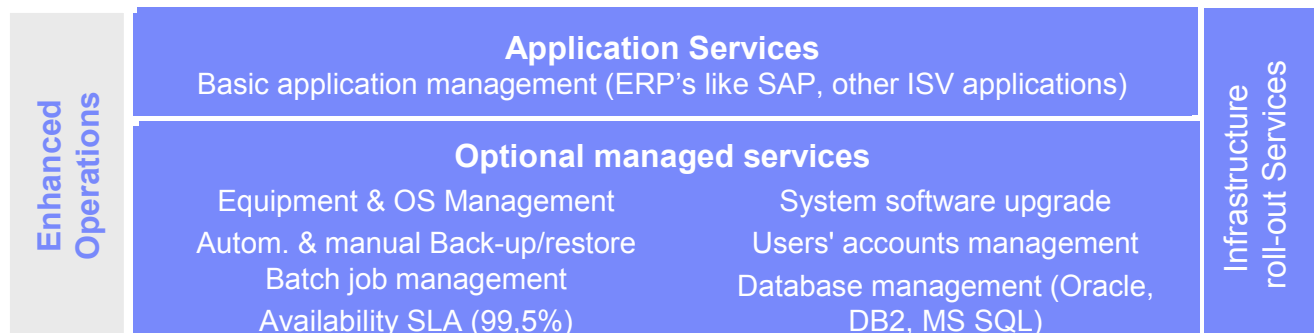 Enhanced
Operations
Application Services
Basic application management (ERP's like SAP, other ISV applications)
Optional managed services
Equipment & OS Management
Autom. & manual Back-up/restore
Batch job management
Availability SLA (99,5%)
System software upgrade
Users' accounts management
Database management (Oracle,
DB2, MS SQL)
Infrastructure
roll-out Services